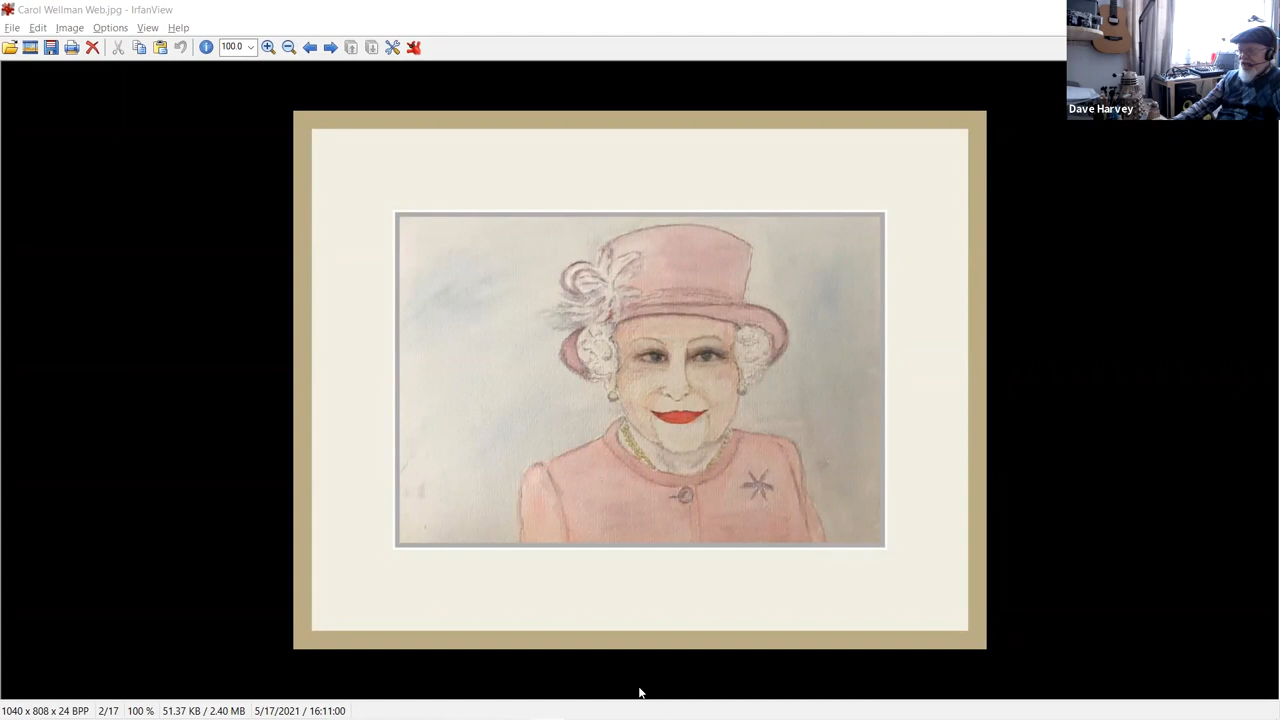 Carol Wellman Web.jpg - IrfanView
File Edit Image Options View Help
100.0
Dave Harvey
1040 x 808 x 24 BPP 2/17 100 % 51.37 KB / 2.40 MB 5/17/2021 / 16:11:00